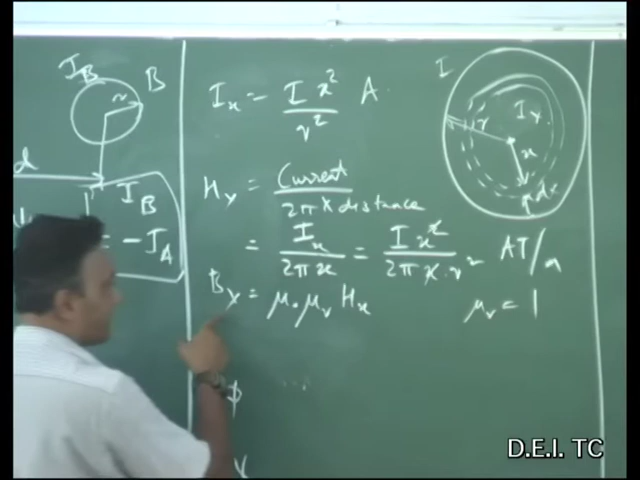 I_B
B
r
d
I_B
= - I_A
I_x = I x² / r² A
H_x = Current / 2π × distance
= I_x / 2πx = I x² / 2π x . r² AT/m
B_x = μ₀ μ_r H_x μ_r = 1
φ
I
r
I_x
x
dx
D.E.I. TC